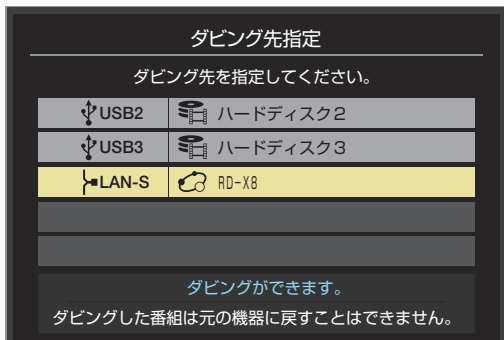 ダビング先指定
ダビング先を指定してください。
USB2 ハードディスク2
USB3 ハードディスク3
LAN-S RD-X8
ダビングができます。
ダビングした番組は元の機器に戻すことはできません。